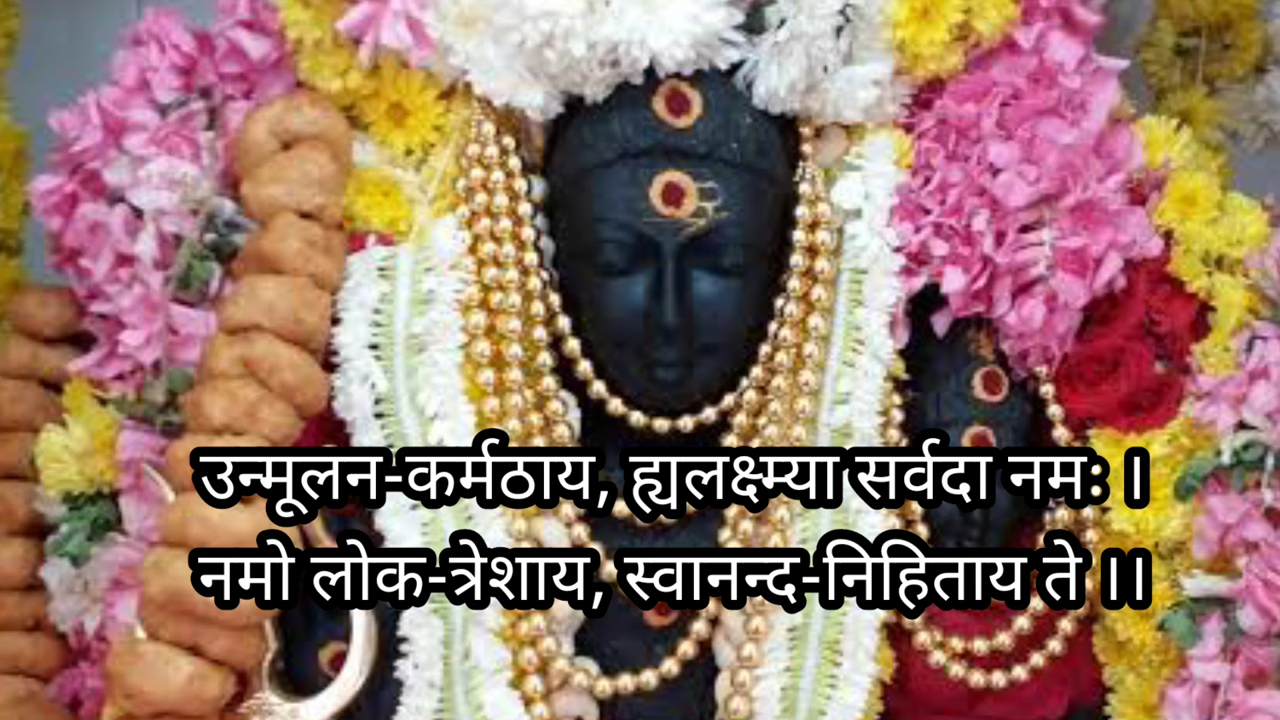 उन्मूलन-कर्मठाय, ह्यलक्ष्म्या सर्वदा नमः ।
नमो लोक-त्रेशाय, स्वानन्द-निहिताय ते ।।